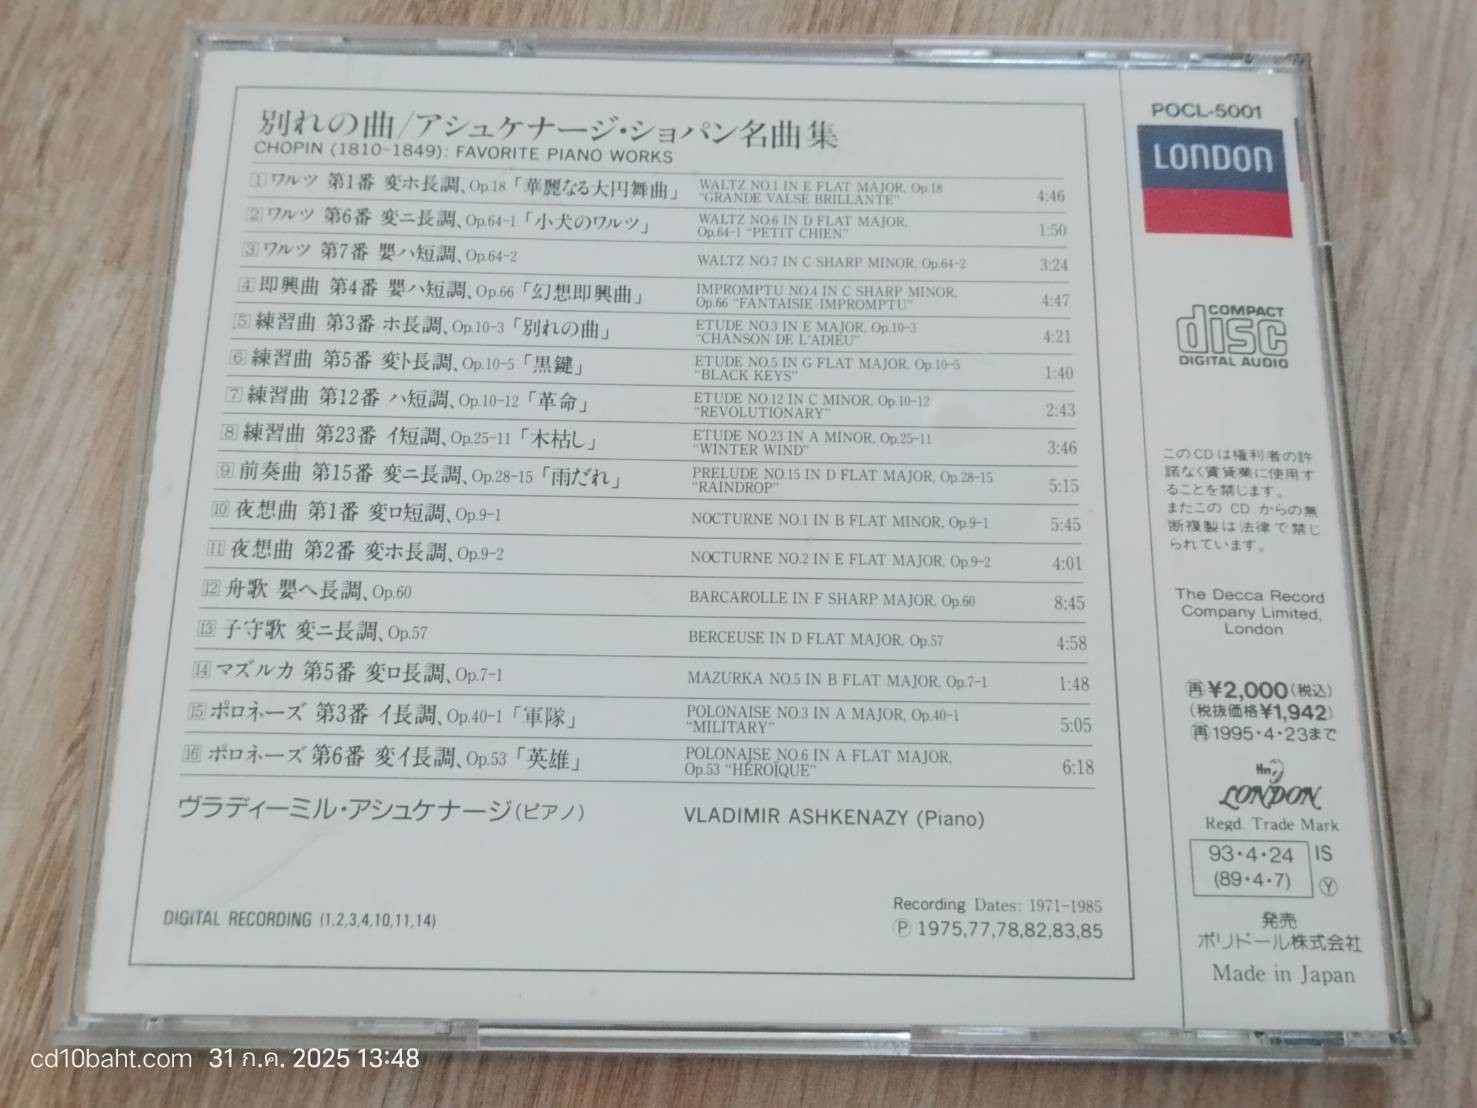 別れの曲/アシュケナージ・ショパン名曲集
CHOPIN (1810-1849): FAVORITE PIANO WORKS
1 ワルツ 第1番 変ホ長調、Op.18「華麗なる大円舞曲」 WALTZ NO.1 IN E FLAT MAJOR, Op.18
"GRANDE VALSE BRILLANTE" 4:46
2 ワルツ 第6番 変ニ長調、Op.64-1「小犬のワルツ」 WALTZ NO.6 IN D FLAT MAJOR,
Op.64-1 "PETIT CHIEN" 1:50
3 ワルツ 第7番 嬰ハ短調、Op.64-2 WALTZ NO.7 IN C SHARP MINOR, Op.64-2 3:24
4 即興曲 第4番 嬰ハ短調、Op.66「幻想即興曲」 IMPROMPTU NO.4 IN C SHARP MINOR,
Op.66 "FANTAISIE-IMPROMPTU" 4:47
5 練習曲 第3番 ホ長調、Op.10-3「別れの曲」 ETUDE NO.3 IN E MAJOR, Op.10-3
"CHANSON DE L'ADIEU" 4:21
6 練習曲 第5番 変ト長調、Op.10-5「黒鍵」 ETUDE NO.5 IN G FLAT MAJOR, Op.10-5
"BLACK KEYS" 1:40
7 練習曲 第12番 ハ短調、Op.10-12「革命」 ETUDE NO.12 IN C MINOR, Op.10-12
"REVOLUTIONARY" 2:43
8 練習曲 第23番 イ短調、Op.25-11「木枯し」 ETUDE NO.23 IN A MINOR, Op.25-11
"WINTER WIND" 3:46
9 前奏曲 第15番 変ニ長調、Op.28-15「雨だれ」 PRELUDE NO.15 IN D FLAT MAJOR, Op.28-15
"RAINDROP" 5:15
10 夜想曲 第1番 変ロ短調、Op.9-1 NOCTURNE NO.1 IN B FLAT MINOR, Op.9-1 5:45
11 夜想曲 第2番 変ホ長調、Op.9-2 NOCTURNE NO.2 IN E FLAT MAJOR, Op.9-2 4:01
12 舟歌 嬰ヘ長調、Op.60 BARCAROLLE IN F SHARP MAJOR, Op.60 8:45
13 子守歌 変ニ長調、Op.57 BERCEUSE IN D FLAT MAJOR, Op.57 4:58
14 マズルカ 第5番 変ロ長調、Op.7-1 MAZURKA NO.5 IN B FLAT MAJOR, Op.7-1 1:48
15 ポロネーズ 第3番 イ長調、Op.40-1「軍隊」 POLONAISE NO.3 IN A MAJOR, Op.40-1
"MILITARY" 5:05
16 ポロネーズ 第6番 変イ長調、Op.53「英雄」 POLONAISE NO.6 IN A FLAT MAJOR,
Op.53 "HÉROÏQUE" 6:18
ヴラディーミル・アシュケナージ(ピアノ) VLADIMIR ASHKENAZY (Piano)
DIGITAL RECORDING (1,2,3,4,10,11,14)
Recording Dates: 1971-1985
Ⓟ 1975,77,78,82,83,85
POCL-5001
LONDON
COMPACT
disc
DIGITAL AUDIO
このCDは権利者の許
諾なく賃貸業に使用す
ることを禁じます。
またこの CD からの無
断複製は法律で禁じ
られています。
The Decca Record
Company Limited,
London
再¥2,000(税込)
(税抜価格¥1,942)
再1995・4・23まで
LONDON
Regd. Trade Mark
93・4・24 IS
(89・4・7) Ⓨ
発売
ポリドール株式会社
Made in Japan
cd10baht.com 31 ก.ค. 2025 13:48